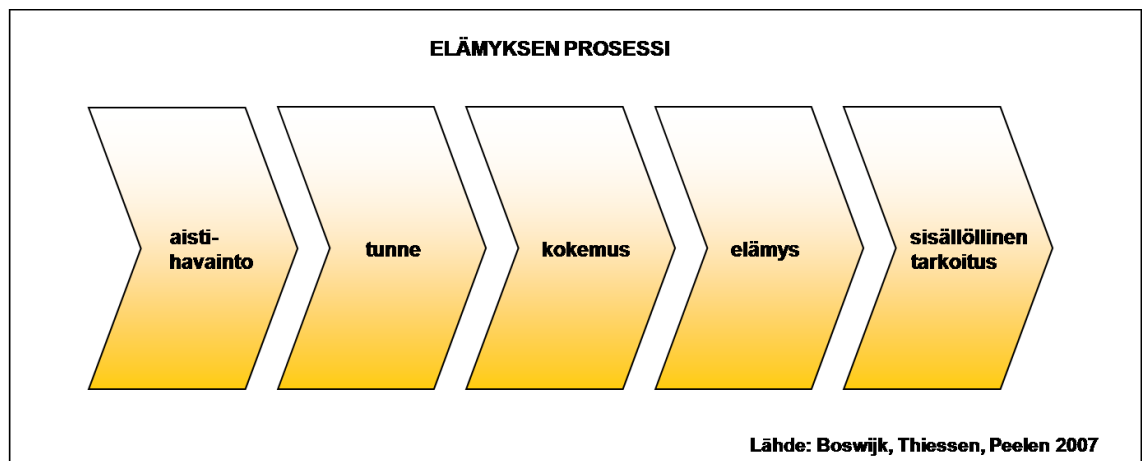 ELÄMYKSEN PROSESSI
aisti-
havainto
tunne
kokemus
elämys
sisällöllinen
tarkoitus
Lähde: Boswijk, Thiessen, Peelen 2007